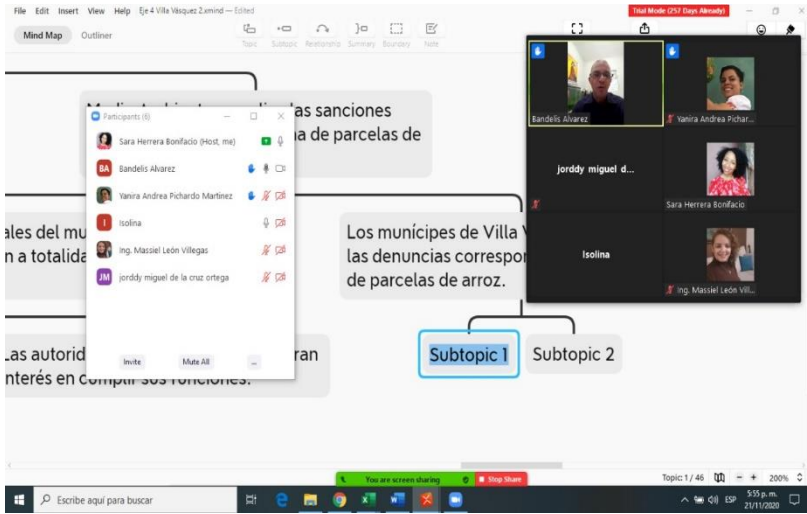 File Edit Insert View Help Eje 4 Villa Vásquez 2.xmind — Edited
Trial Mode (257 Days Already)
Mind Map Outliner
Topic Subtopic Relationship Summary Boundary Note
as sanciones
a de parcelas de
Participants (6)
Sara Herrera Bonifacio (Host, me)
BA Bandelis Alvarez
Yanira Andrea Pichardo Martinez
I Isolina
Ing. Massiel León Villegas
JM jorddy miguel de la cruz ortega
Invite Mute All ...
ales del mu
n a totalida
Los munícipes de Villa V
las denuncias correspon
de parcelas de arroz.
Las autorid
ran
nterés en cumplir sus funciones.
Subtopic 1
Subtopic 2
Bandelis Alvarez
Yanira Andrea Pichar...
jorddy miguel d...
Sara Herrera Bonifacio
Isolina
Ing. Massiel León Vill...
You are screen sharing Stop Share
Topic: 1 / 46 200%
Escribe aquí para buscar
ESP
5:55 p. m.
21/11/2020